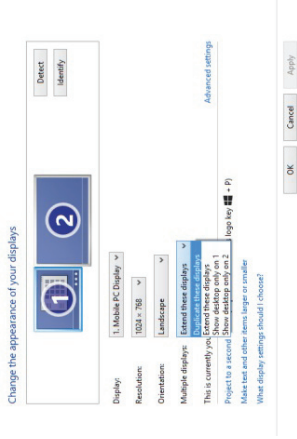 Change the appearance of your displays
1
2
Detect
Identify
Display: 1. Mobile PC Display
Resolution: 1024 × 768
Orientation: Landscape
Multiple displays: Extend these displays
Duplicate these displays
This is currently you Extend these displays
Show desktop only on 1
Advanced settings
Project to a second Show desktop only on 2 logo key + P)
Make text and other items larger or smaller
What display settings should I choose?
OK Cancel Apply